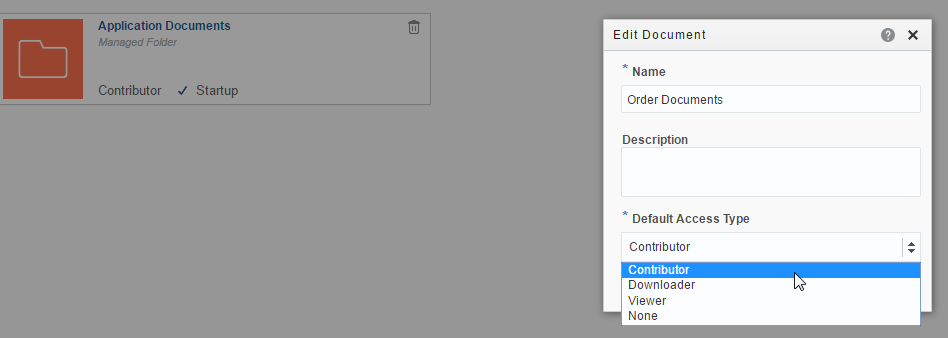 Application Documents
Managed Folder
Contributor ✓ Startup
Edit Document
* Name
Order Documents
Description
* Default Access Type
Contributor
Contributor
Downloader
Viewer
None